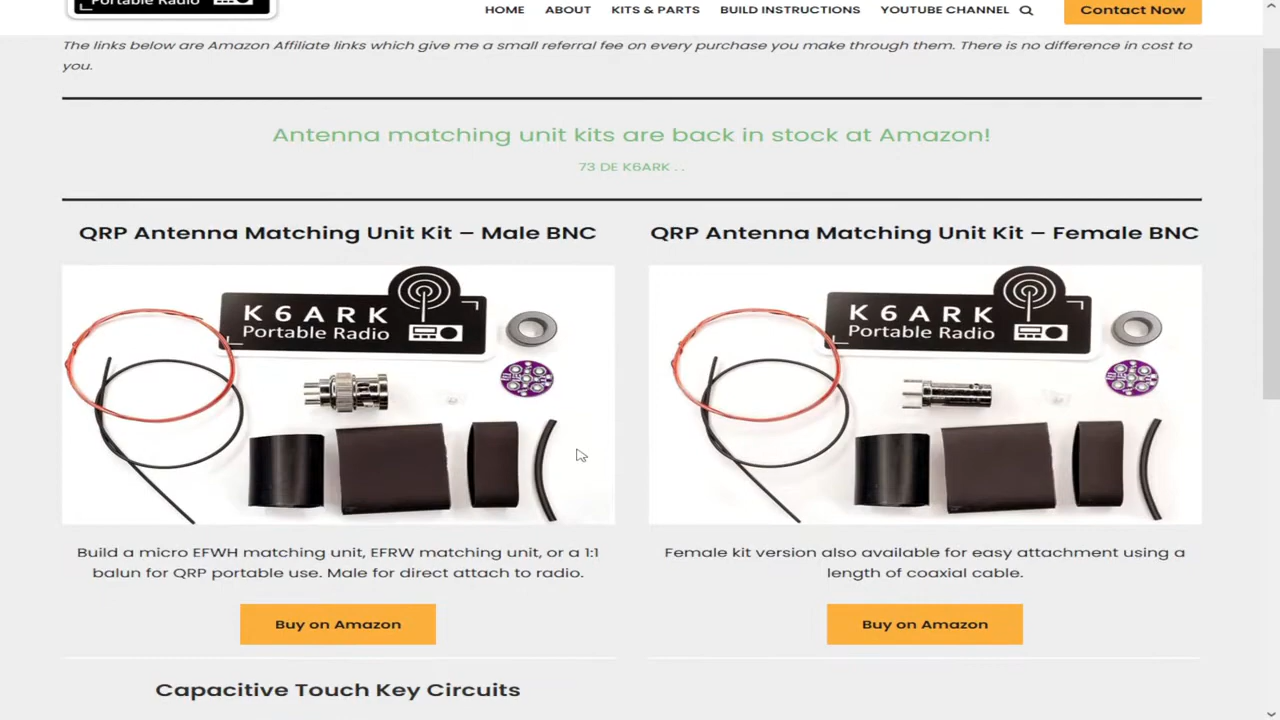 Portable Radio
HOME ABOUT KITS & PARTS BUILD INSTRUCTIONS YOUTUBE CHANNEL Contact Now
The links below are Amazon Affiliate links which give me a small referral fee on every purchase you make through them. There is no difference in cost to
you.
Antenna matching unit kits are back in stock at Amazon!
73 DE K6ARK . .
QRP Antenna Matching Unit Kit – Male BNC
K6ARK
Portable Radio
Build a micro EFWH matching unit, EFRW matching unit, or a 1:1
balun for QRP portable use. Male for direct attach to radio.
Buy on Amazon
QRP Antenna Matching Unit Kit – Female BNC
K6ARK
Portable Radio
Female kit version also available for easy attachment using a
length of coaxial cable.
Buy on Amazon
Capacitive Touch Key Circuits